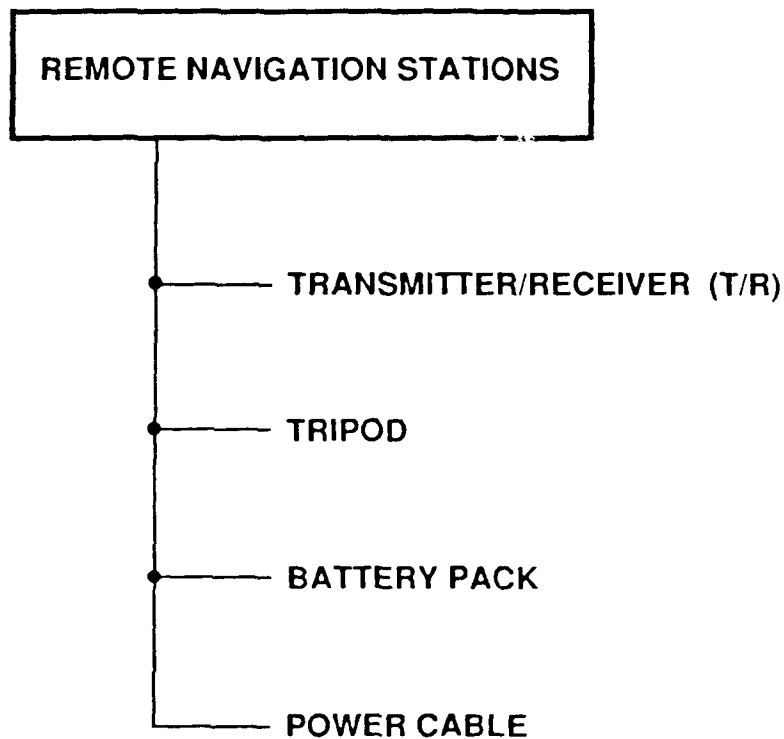 REMOTE NAVIGATION STATIONS
TRANSMITTER/RECEIVER (T/R)
TRIPOD
BATTERY PACK
POWER CABLE